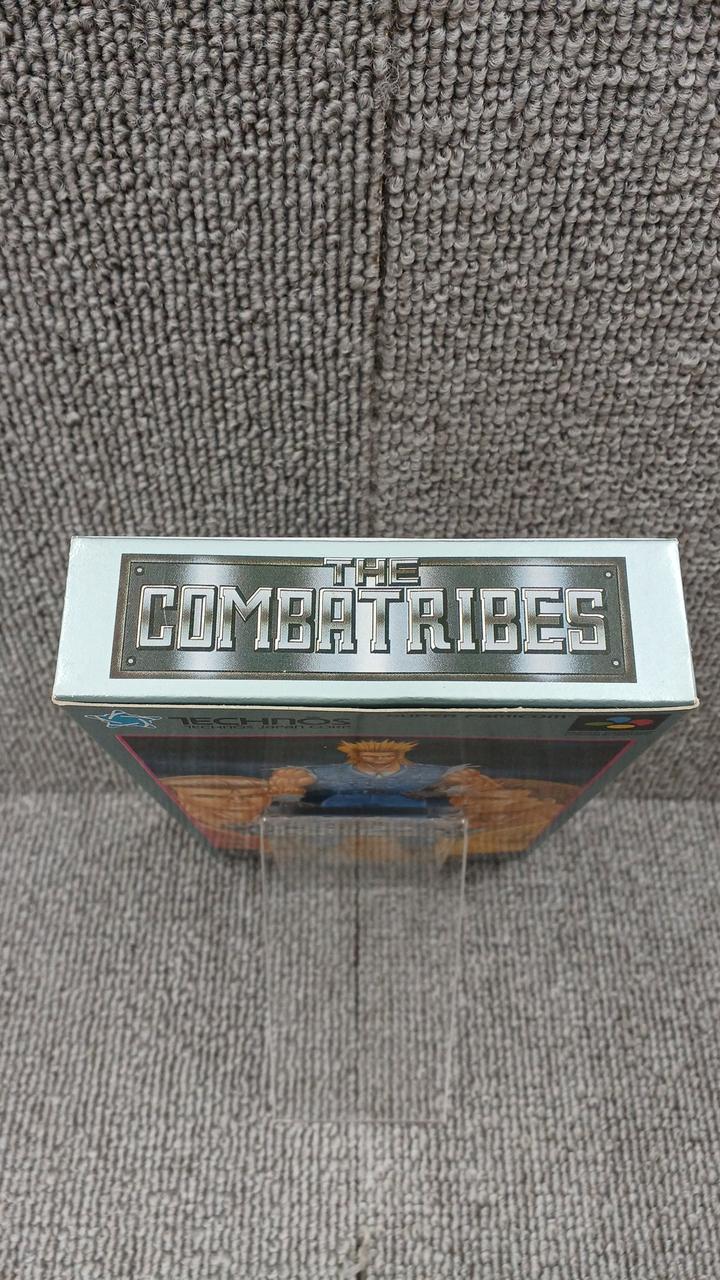 THE
COMBATRIBES
TECHNOS SUPER FAMICOM
TECHNOS JAPAN CORP.